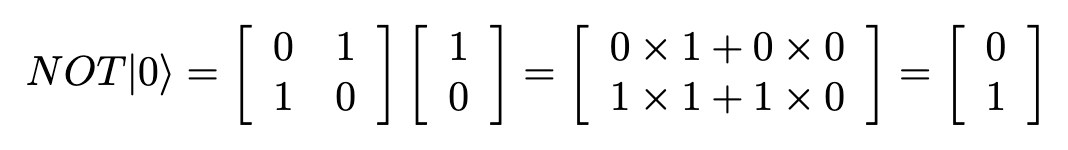 NOT|0⟩ = [ 0 1 ; 1 0 ] [ 1 ; 0 ] = [ 0 × 1 + 0 × 0 ; 1 × 1 + 1 × 0 ] = [ 0 ; 1 ]